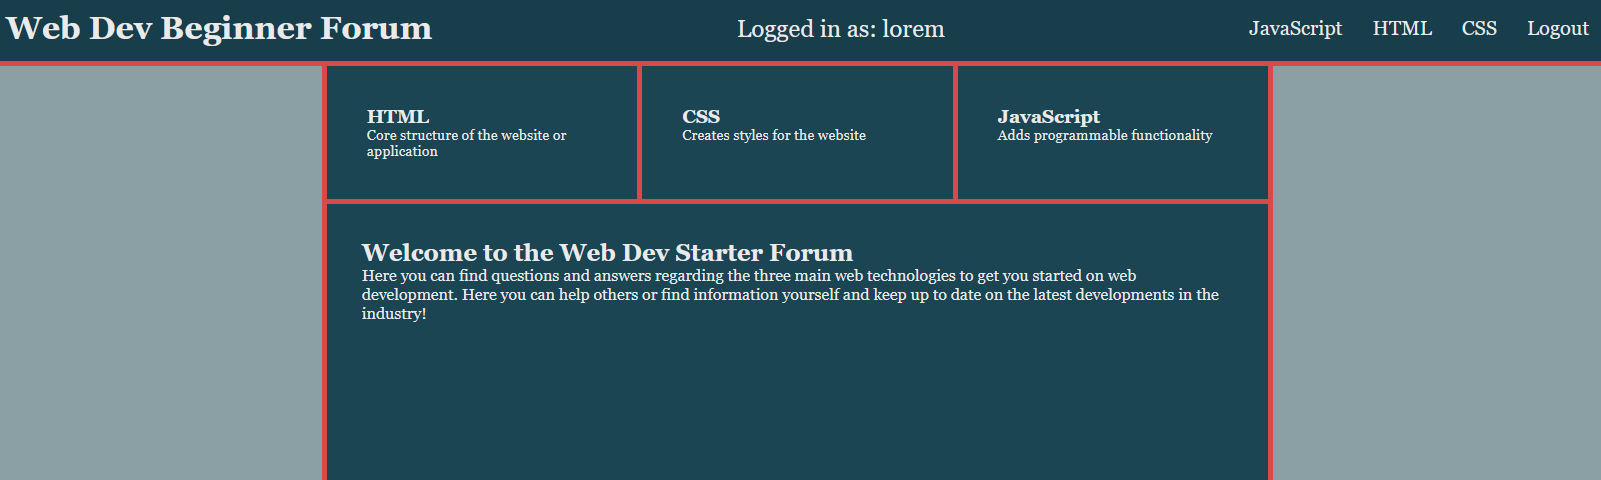 Web Dev Beginner Forum
Logged in as: lorem
JavaScript HTML CSS Logout
HTML
Core structure of the website or
application
CSS
Creates styles for the website
JavaScript
Adds programmable functionality
Welcome to the Web Dev Starter Forum
Here you can find questions and answers regarding the three main web technologies to get you started on web
development. Here you can help others or find information yourself and keep up to date on the latest developments in the
industry!